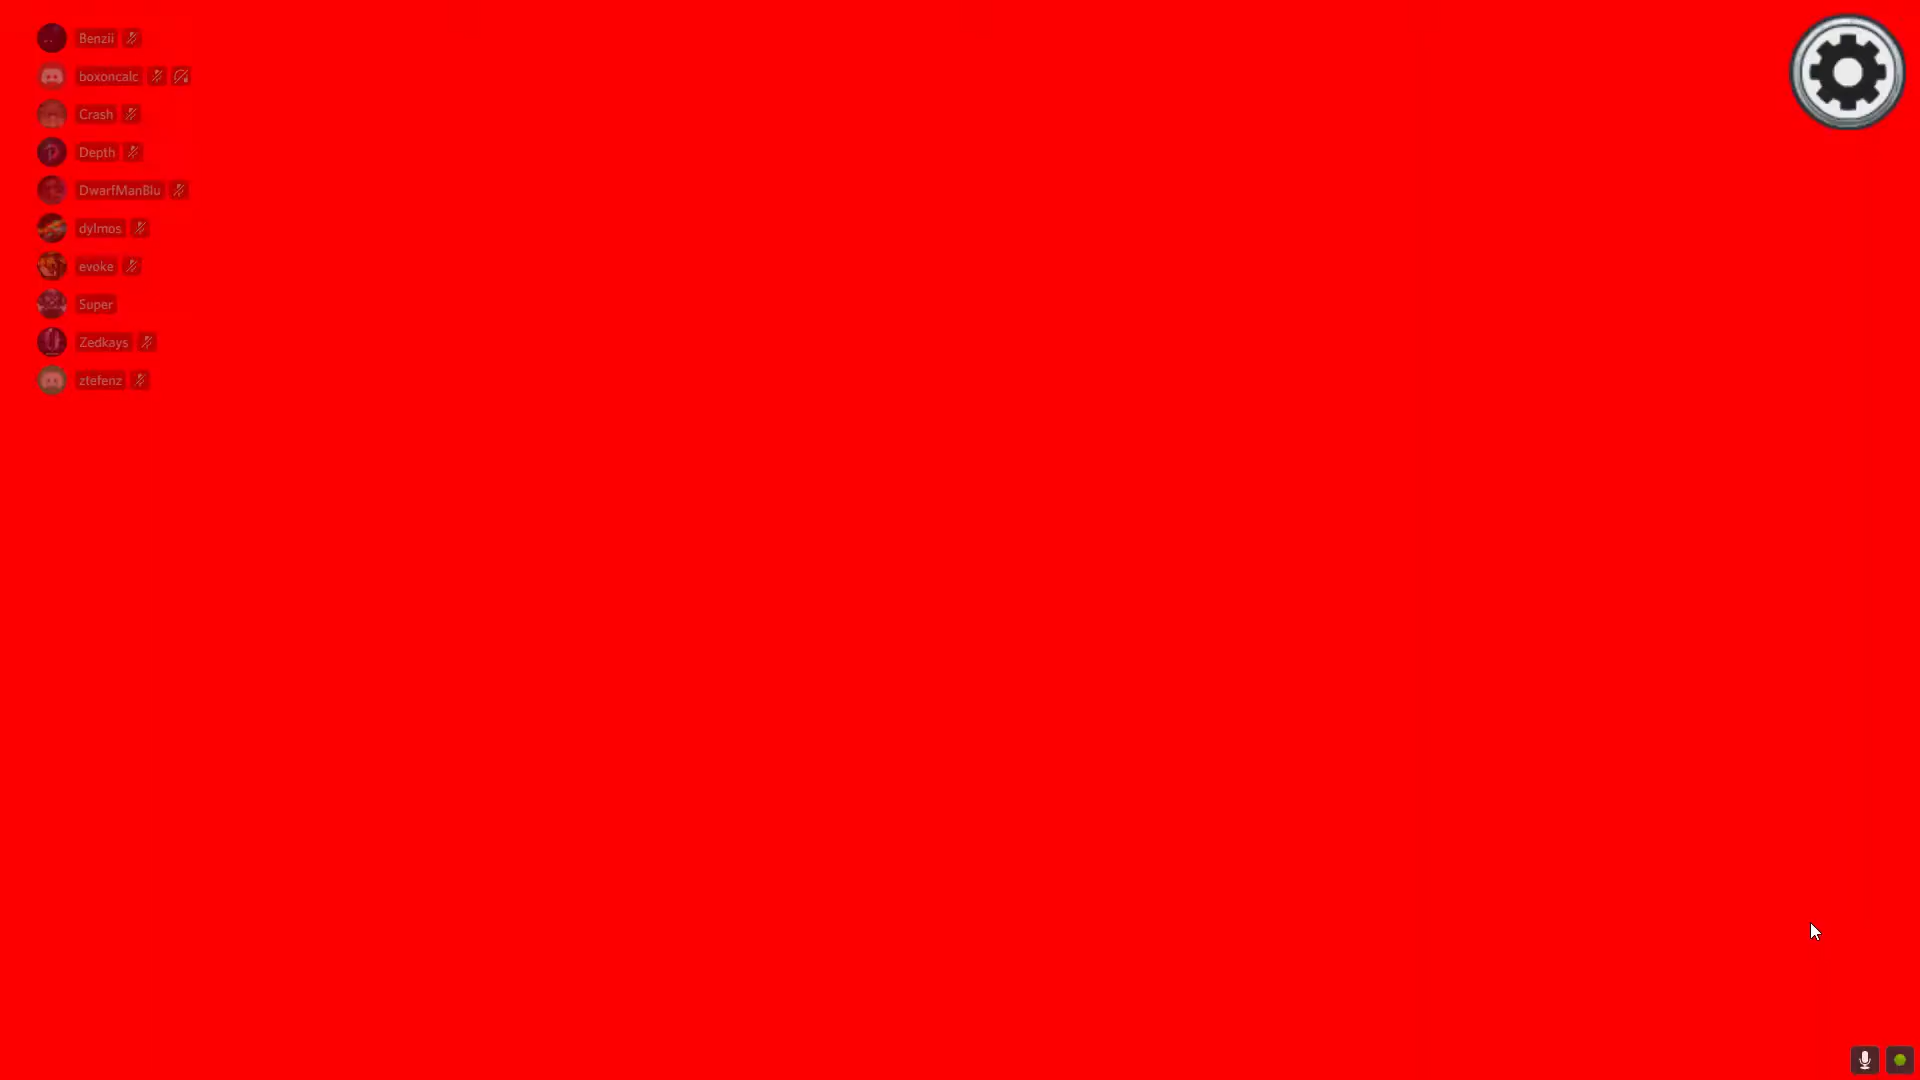 Benzii
boxoncalc
Crash
Depth
DwarfManBlu
dylmos
evoke
Super
Zedkays
ztefenz